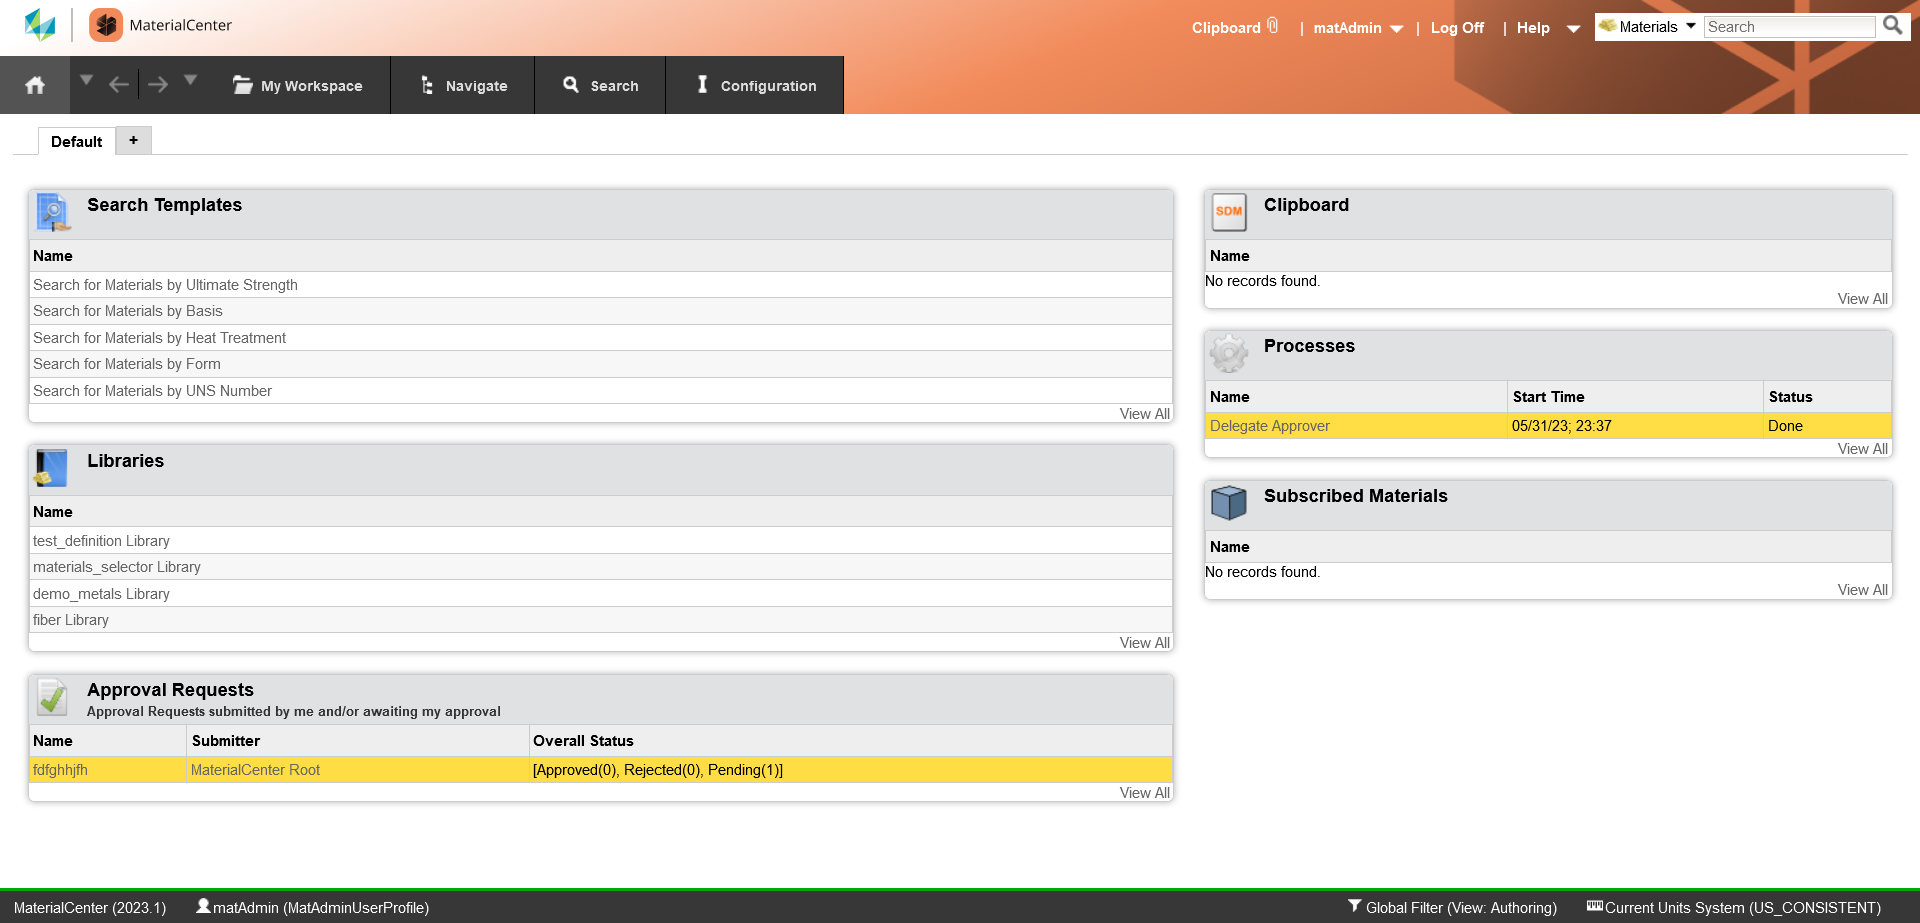 MaterialCenter
Clipboard | matAdmin | Log Off | Help Materials Search
My Workspace Navigate Search Configuration
Default +
Search Templates
Name
Search for Materials by Ultimate Strength
Search for Materials by Basis
Search for Materials by Heat Treatment
Search for Materials by Form
Search for Materials by UNS Number
View All
Libraries
Name
test_definition Library
materials_selector Library
demo_metals Library
fiber Library
View All
Approval Requests
Approval Requests submitted by me and/or awaiting my approval
Name Submitter Overall Status
fdfghhjfh MaterialCenter Root [Approved(0), Rejected(0), Pending(1)]
View All
SDM Clipboard
Name
No records found.
View All
Processes
Name Start Time Status
Delegate Approver 05/31/23; 23:37 Done
View All
Subscribed Materials
Name
No records found.
View All
MaterialCenter (2023.1) matAdmin (MatAdminUserProfile) Global Filter (View: Authoring) Current Units System (US_CONSISTENT)